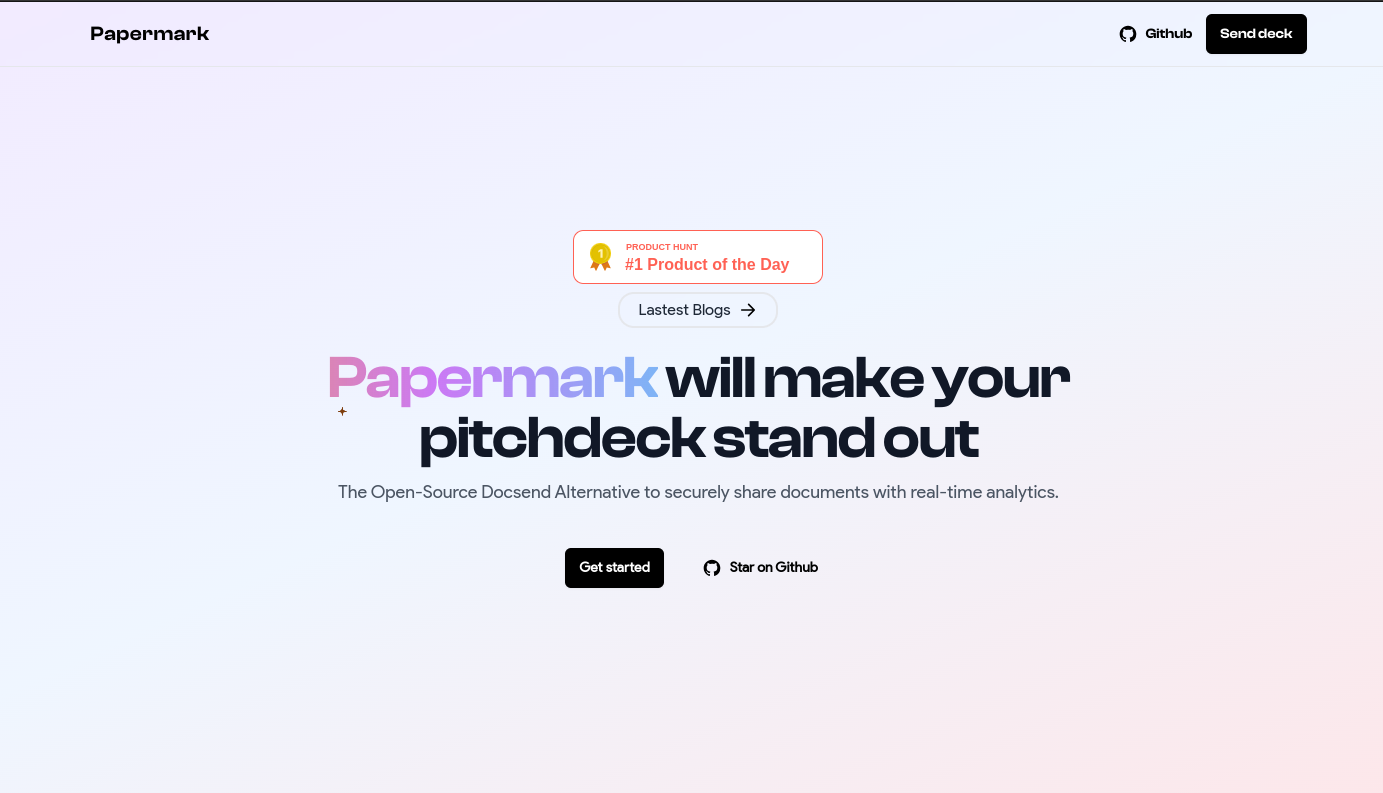 Papermark
Github
Send deck
1
PRODUCT HUNT
#1 Product of the Day
Lastest Blogs
Papermark will make your
pitchdeck stand out
The Open-Source Docsend Alternative to securely share documents with real-time analytics.
Get started
Star on Github